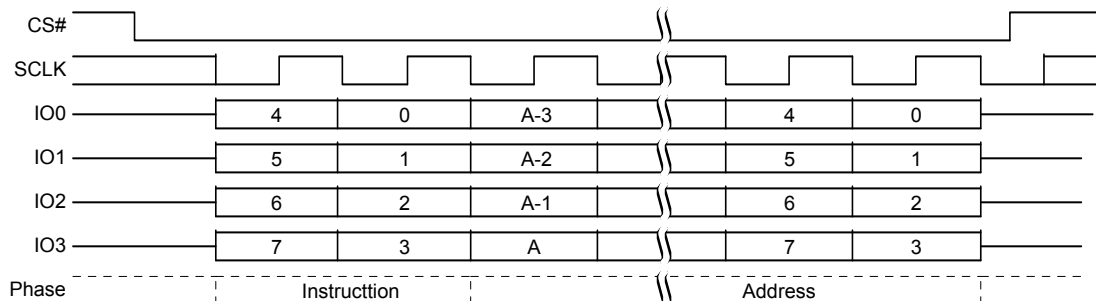 CS#
SCLK
IO0 4 0 A-3 4 0
IO1 5 1 A-2 5 1
IO2 6 2 A-1 6 2
IO3 7 3 A 7 3
Phase Instructtion Address